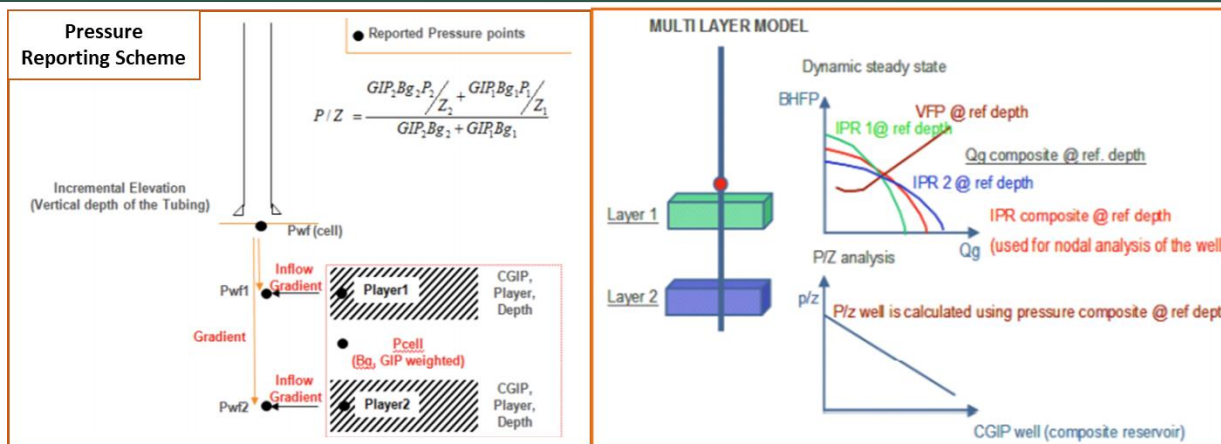 Pressure
Reporting Scheme
Reported Pressure points
P/Z = (GIP₂Bg₂P₂/Z₂ + GIP₁Bg₁P₁/Z₁) / (GIP₂Bg₂ + GIP₁Bg₁)
Incremental Elevation
(Vertical depth of the Tubing)
Pwf (cell)
Inflow
Gradient
Pwf1
Player1
CGIP,
Player,
Depth
Gradient
Pcell
(Bg, GIP weighted)
Inflow
Gradient
Pwf2
Player2
CGIP,
Player,
Depth
MULTI LAYER MODEL
Layer 1
Layer 2
Dynamic steady state
BHFP
VFP @ ref depth
IPR 1@ ref depth
Qg composite @ ref. depth
IPR 2 @ ref depth
IPR composite @ ref depth
Qg
(used for nodal analysis of the well
P/Z analysis
p/z
P/z well is calculated using pressure composite @ ref dept
CGIP well (composite reservoir)